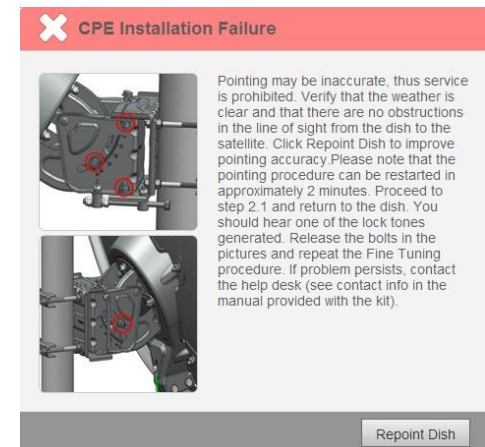 CPE Installation Failure
Pointing may be inaccurate, thus service
is prohibited. Verify that the weather is
clear and that there are no obstructions
in the line of sight from the dish to the
satellite. Click Repoint Dish to improve
pointing accuracy.Please note that the
pointing procedure can be restarted in
approximately 2 minutes. Proceed to
step 2.1 and return to the dish. You
should hear one of the lock tones
generated. Release the bolts in the
pictures and repeat the Fine Tuning
procedure. If problem persists, contact
the help desk (see contact info in the
manual provided with the kit).
Repoint Dish